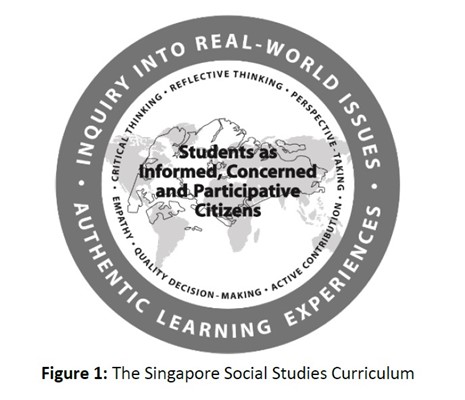 INQUIRY INTO REAL-WORLD ISSUES
• AUTHENTIC LEARNING EXPERIENCES •
• CRITICAL THINKING • REFLECTIVE THINKING • PERSPECTIVE-TAKING
• EMPATHY • QUALITY DECISION-MAKING • ACTIVE CONTRIBUTION •
Students as
Informed, Concerned
and Participative
Citizens
Figure 1: The Singapore Social Studies Curriculum